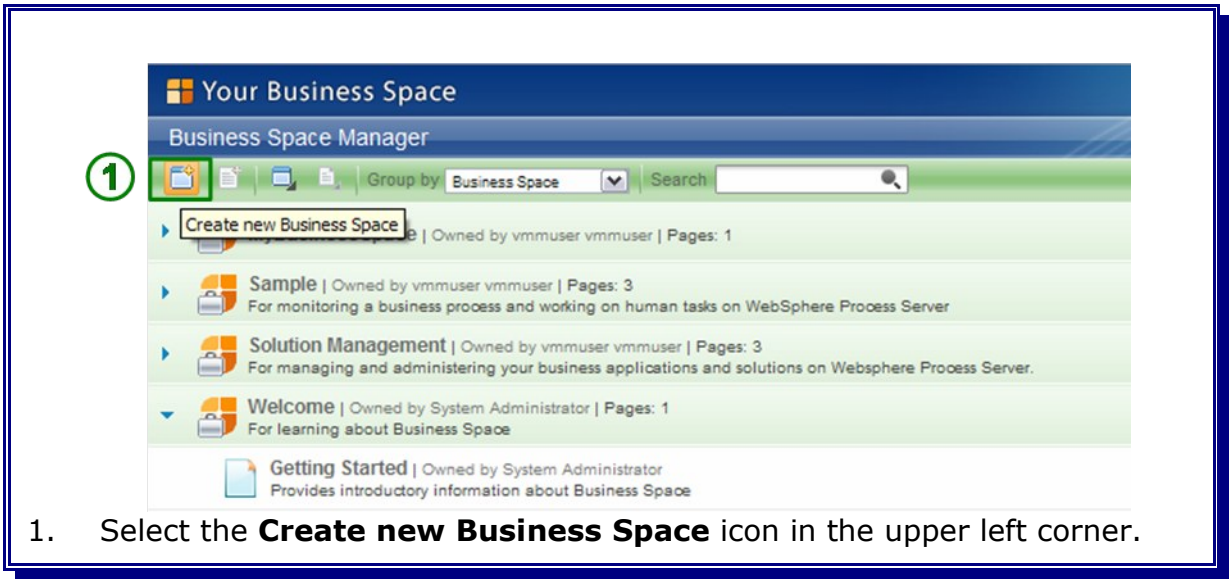 Your Business Space
Business Space Manager
1
Group by Business Space Search
Create new Business Space
| Owned by vmmuser vmmuser | Pages: 1
Sample | Owned by vmmuser vmmuser | Pages: 3
For monitoring a business process and working on human tasks on WebSphere Process Server
Solution Management | Owned by vmmuser vmmuser | Pages: 3
For managing and administering your business applications and solutions on Websphere Process Server.
Welcome | Owned by System Administrator | Pages: 1
For learning about Business Space
Getting Started | Owned by System Administrator
Provides introductory information about Business Space
1. Select the Create new Business Space icon in the upper left corner.